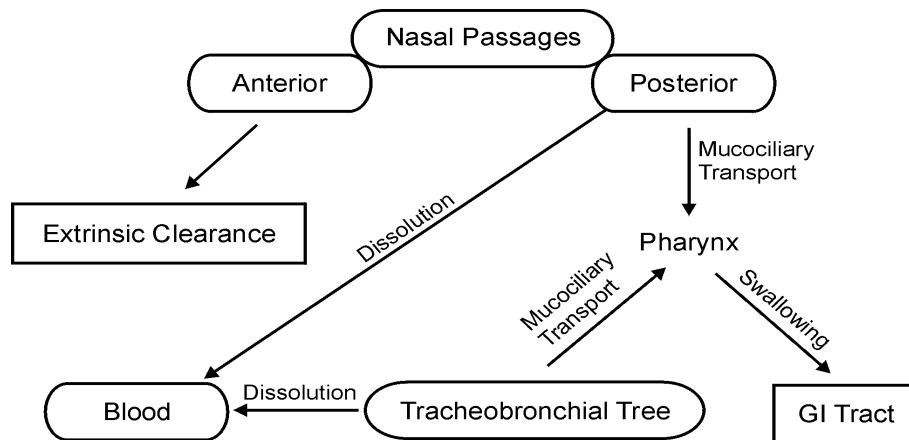 Nasal Passages
Anterior
Posterior
Mucociliary
Transport
Extrinsic Clearance
Dissolution
Pharynx
Mucociliary
Transport
Swallowing
Dissolution
Blood
Tracheobronchial Tree
GI Tract